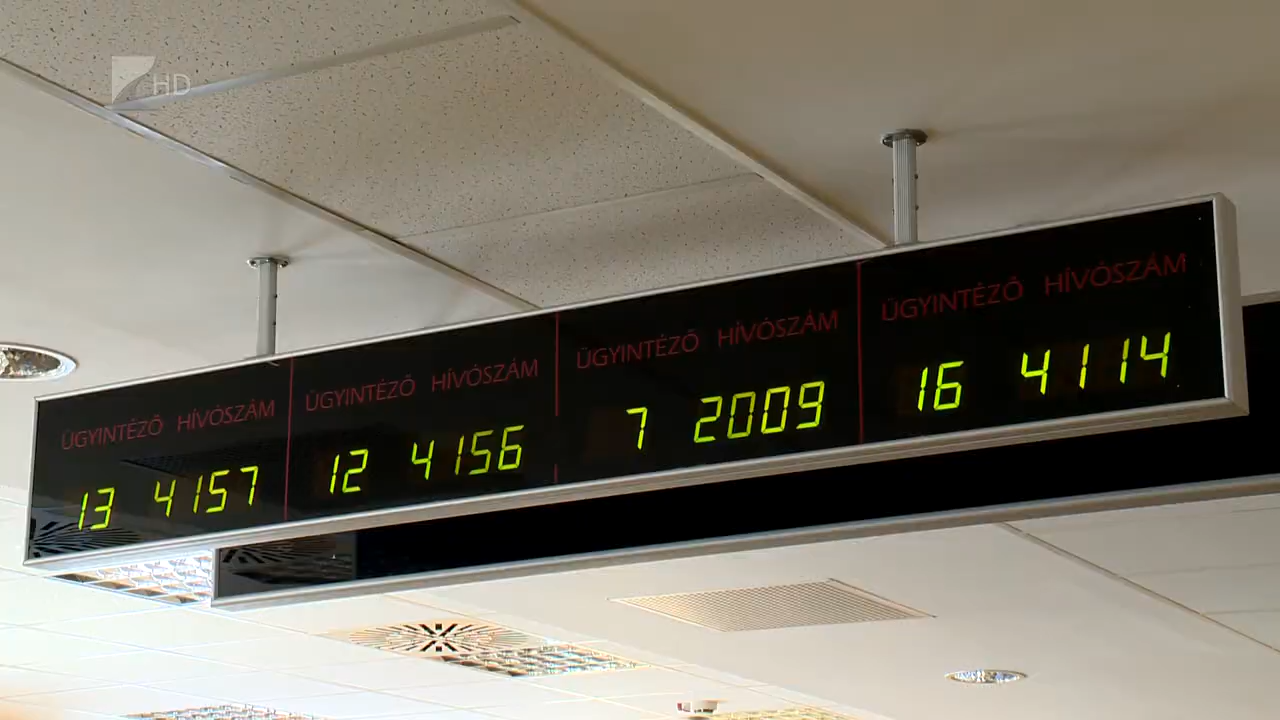 HD
ÜGYINTÉZŐ HÍVÓSZÁM
13 4157
ÜGYINTÉZŐ HÍVÓSZÁM
12 4156
ÜGYINTÉZŐ HÍVÓSZÁM
7 2009
ÜGYINTÉZŐ HÍVÓSZÁM
16 4114